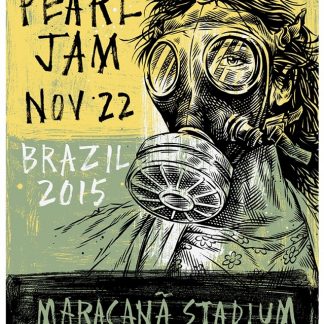 PEARL
JAM
NOV 22
BRAZIL
2015
MARACANÃ STADIUM